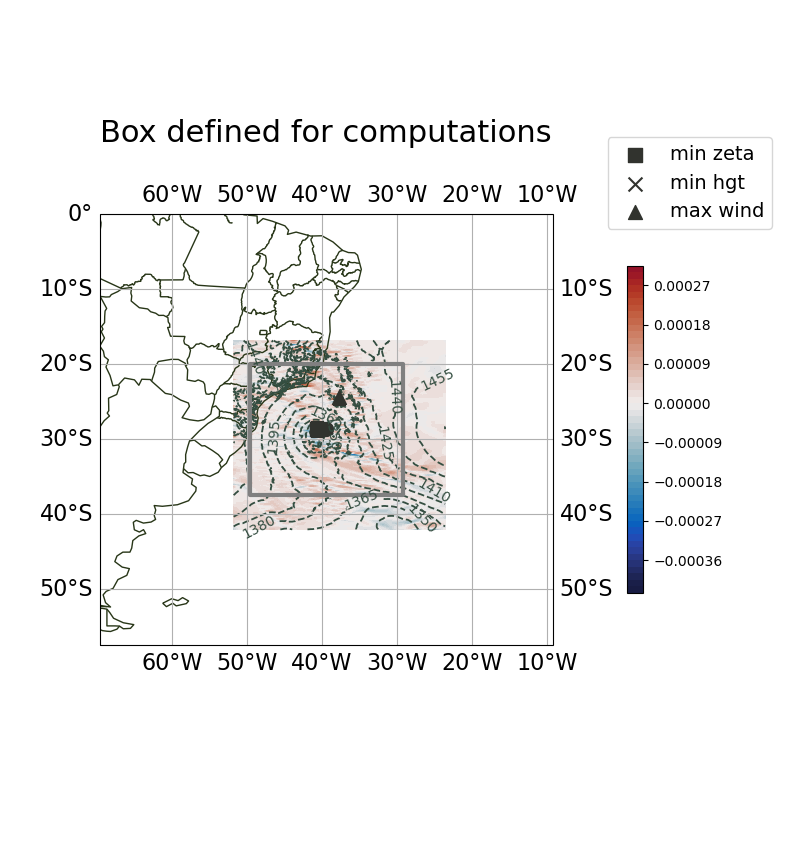 Box defined for computations
min zeta
min hgt
max wind
60°W 50°W 40°W 30°W 20°W 10°W
0°
10°S 10°S
20°S 20°S
30°S 30°S
40°S 40°S
50°S 50°S
60°W 50°W 40°W 30°W 20°W 10°W
1455
1440
1395
1425
1410
1365
1350
1380
0.00027
0.00018
0.00009
0.00000
−0.00009
−0.00018
−0.00027
−0.00036